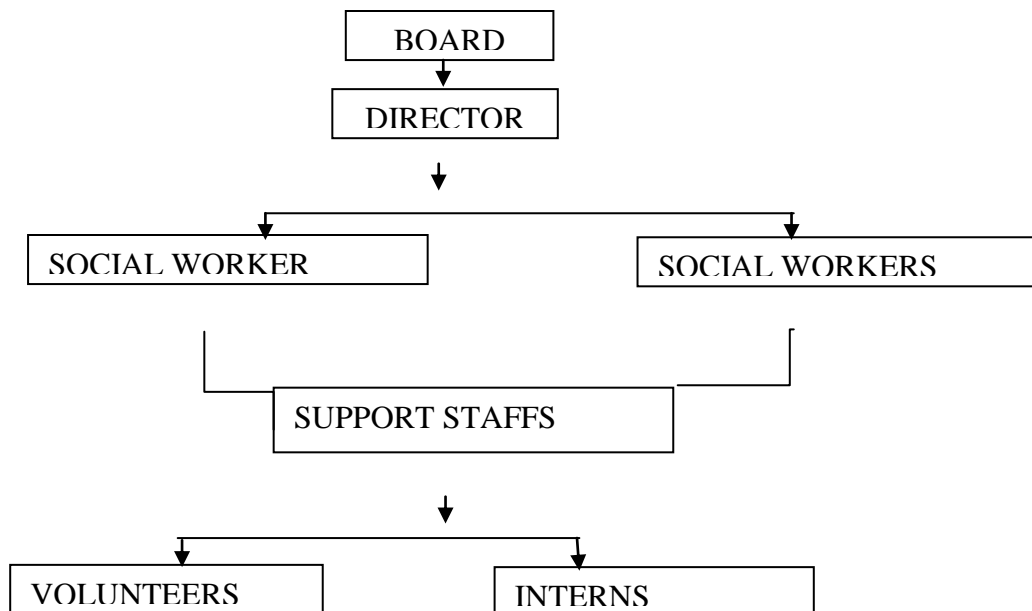 BOARD
DIRECTOR
SOCIAL WORKER
SOCIAL WORKERS
SUPPORT STAFFS
VOLUNTEERS
INTERNS